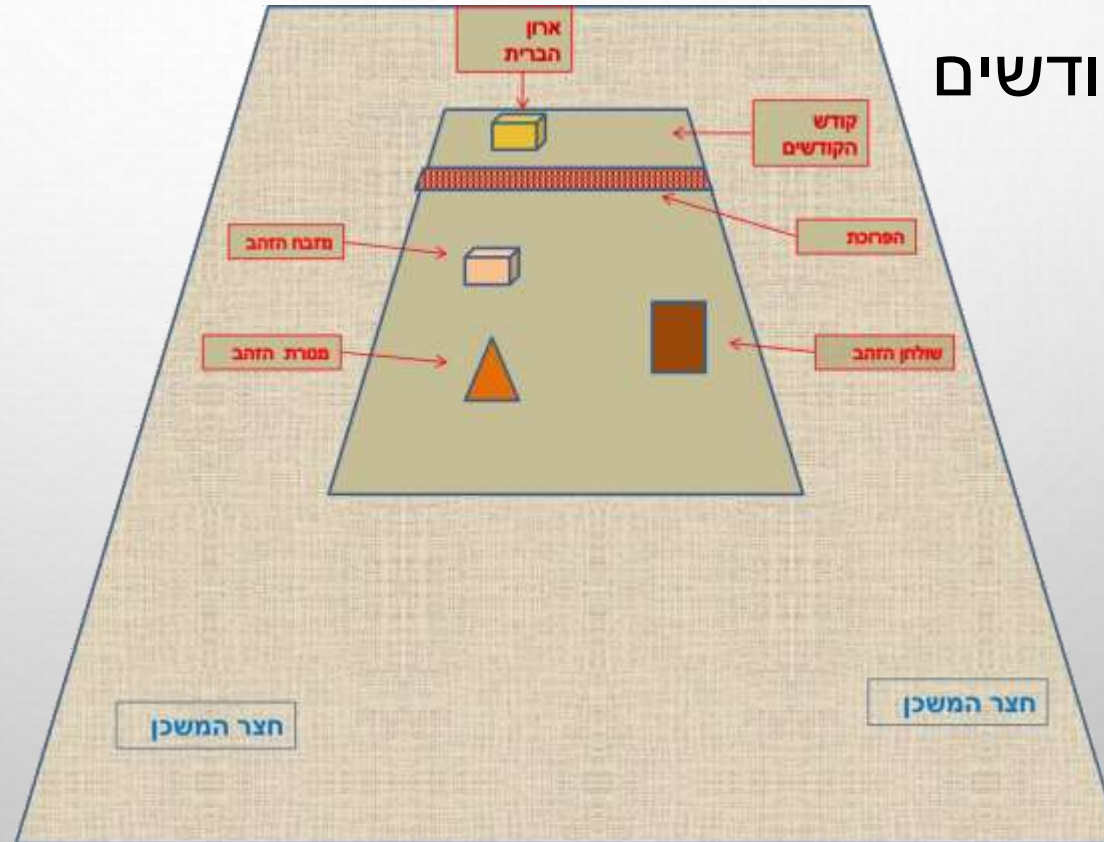 ודשים
ארון
הברית
קודש
הקודשים
הפרוכת
מזבח הזהב
שולחן הזהב
מנורת הזהב
חצר המשכן
חצר המשכן